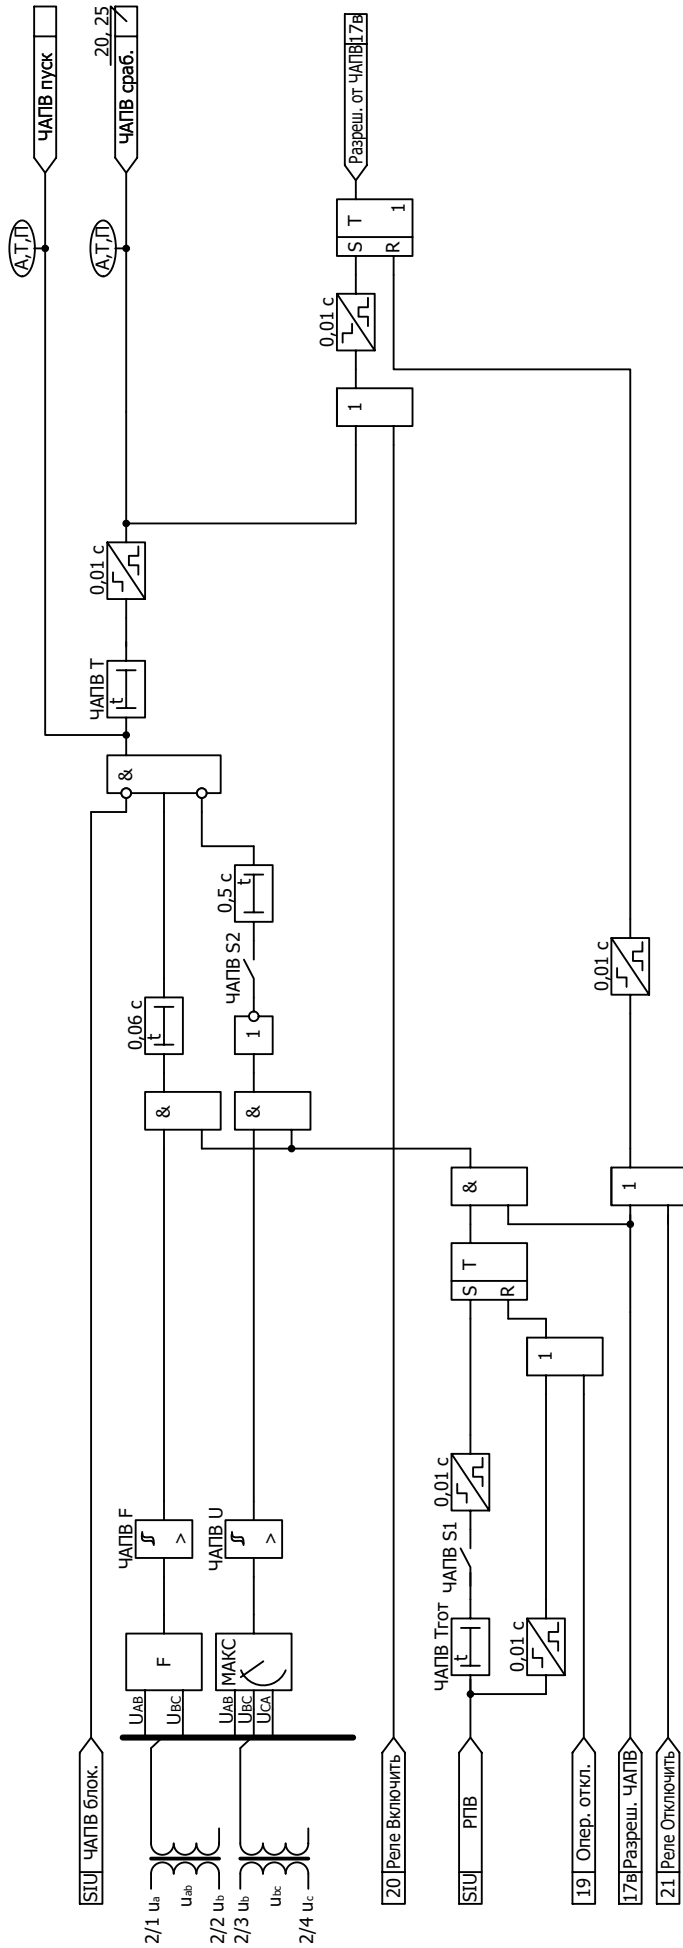 ЧАПВ пуск
20, 25
ЧАПВ сраб.
А,Т,П
А,Т,П
Разреш. от ЧАПВ 17в
S T
R 1
0,01 с
1
0,01 с
ЧАПВ T
t
&
0,5 с
t
ЧАПВ S2
0,06 с
t
1
&
&
0,01 с
&
1
S T
R
1
ЧАПВ F
>
ЧАПВ U
>
0,01 с
ЧАПВ S1
ЧАПВ Tгот
t
0,01 с
F
МАКС
UAB
UBC
UAB
UBC
UCA
SIU ЧАПВ блок.
2/1 ua
uab
2/2 ub
2/3 ub
ubc
2/4 uc
20 Реле Включить
SIU РПВ
19 Опер. откл.
17в Разреш. ЧАПВ
21 Реле Отключить